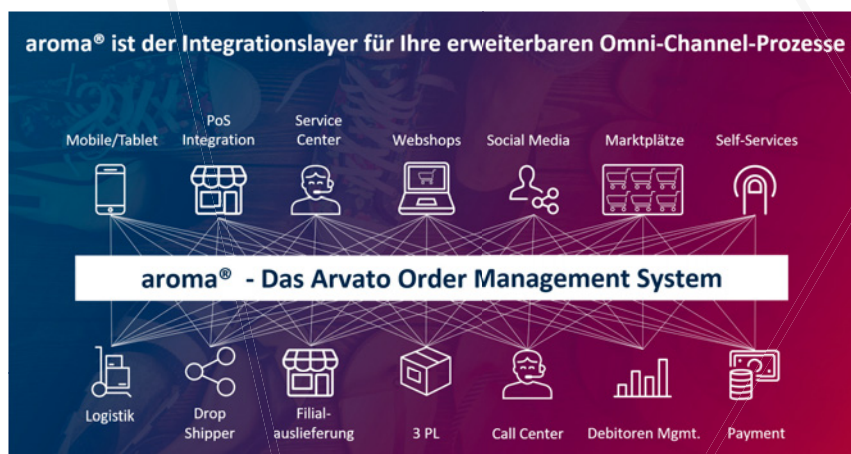 aroma® ist der Integrationslayer für Ihre erweiterbaren Omni-Channel-Prozesse
Mobile/Tablet
PoS
Integration
Service
Center
Webshops
Social Media
Marktplätze
Self-Services
aroma® - Das Arvato Order Management System
Logistik
Drop
Shipper
Filial-
auslieferung
3 PL
Call Center
Debitoren Mgmt.
Payment